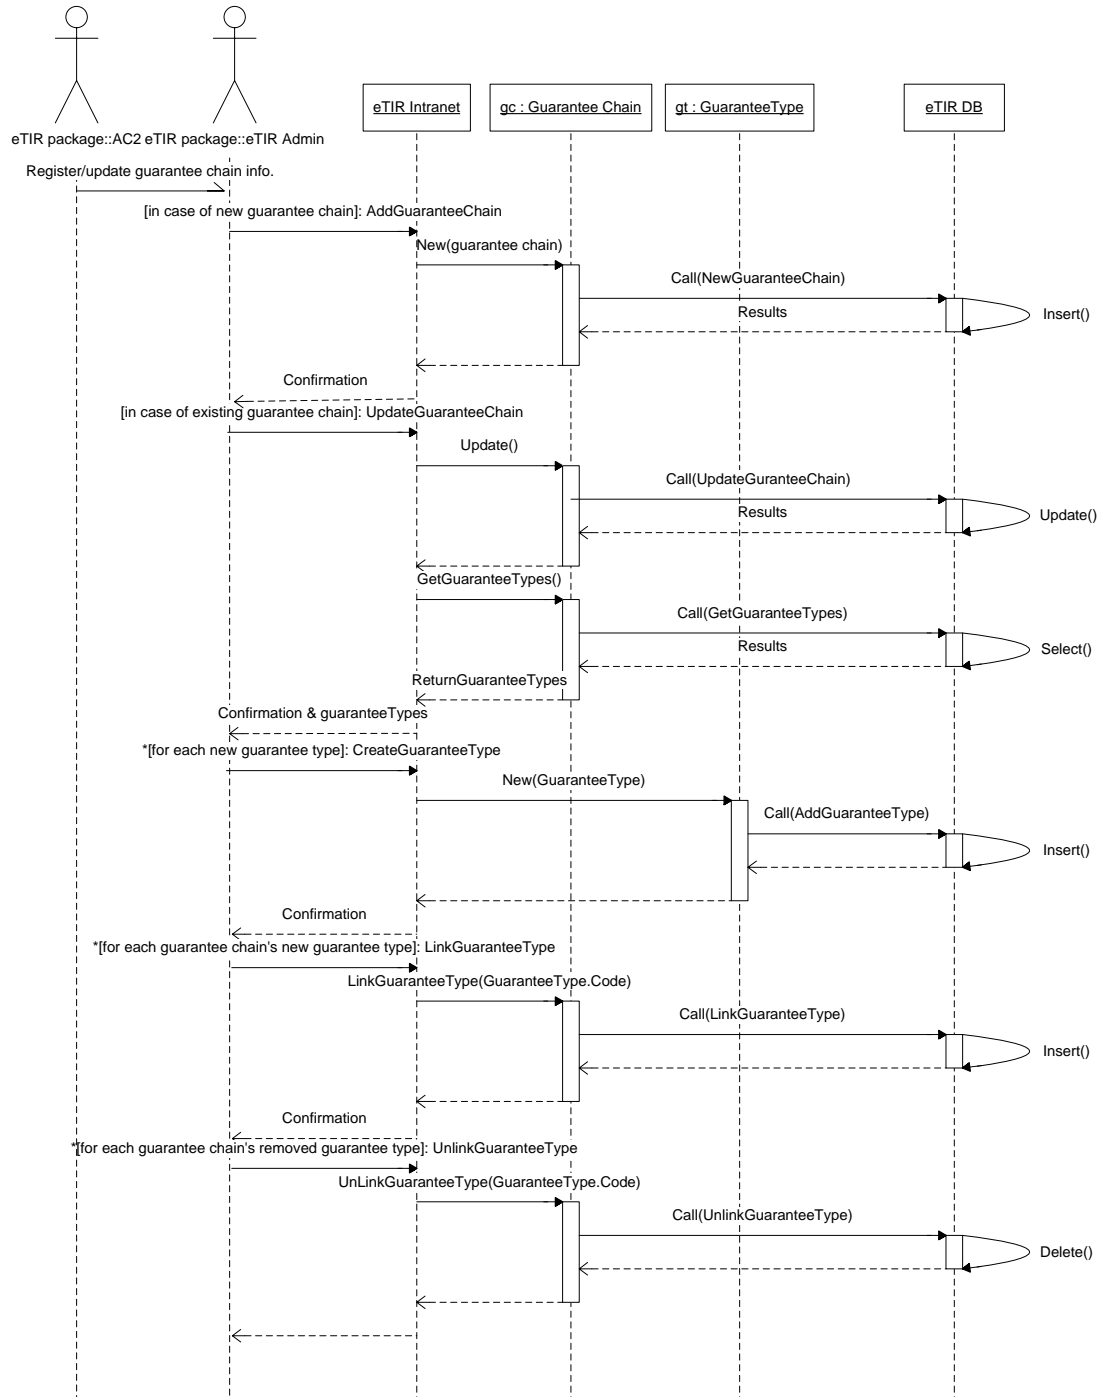 eTIR Intranet
gc : Guarantee Chain
gt : GuaranteeType
eTIR DB
eTIR package::AC2
eTIR package::eTIR Admin
Register/update guarantee chain info.
[in case of new guarantee chain]: AddGuaranteeChain
New(guarantee chain)
Call(NewGuaranteeChain)
Results
Insert()
Confirmation
[in case of existing guarantee chain]: UpdateGuaranteeChain
Update()
Call(UpdateGuranteeChain)
Results
Update()
GetGuaranteeTypes()
Call(GetGuaranteeTypes)
Results
Select()
ReturnGuaranteeTypes
Confirmation & guaranteeTypes
*[for each new guarantee type]: CreateGuaranteeType
New(GuaranteeType)
Call(AddGuaranteeType)
Insert()
Confirmation
*[for each guarantee chain's new guarantee type]: LinkGuaranteeType
LinkGuaranteeType(GuaranteeType.Code)
Call(LinkGuaranteeType)
Insert()
Confirmation
*[for each guarantee chain's removed guarantee type]: UnlinkGuaranteeType
UnLinkGuaranteeType(GuaranteeType.Code)
Call(UnlinkGuaranteeType)
Delete()